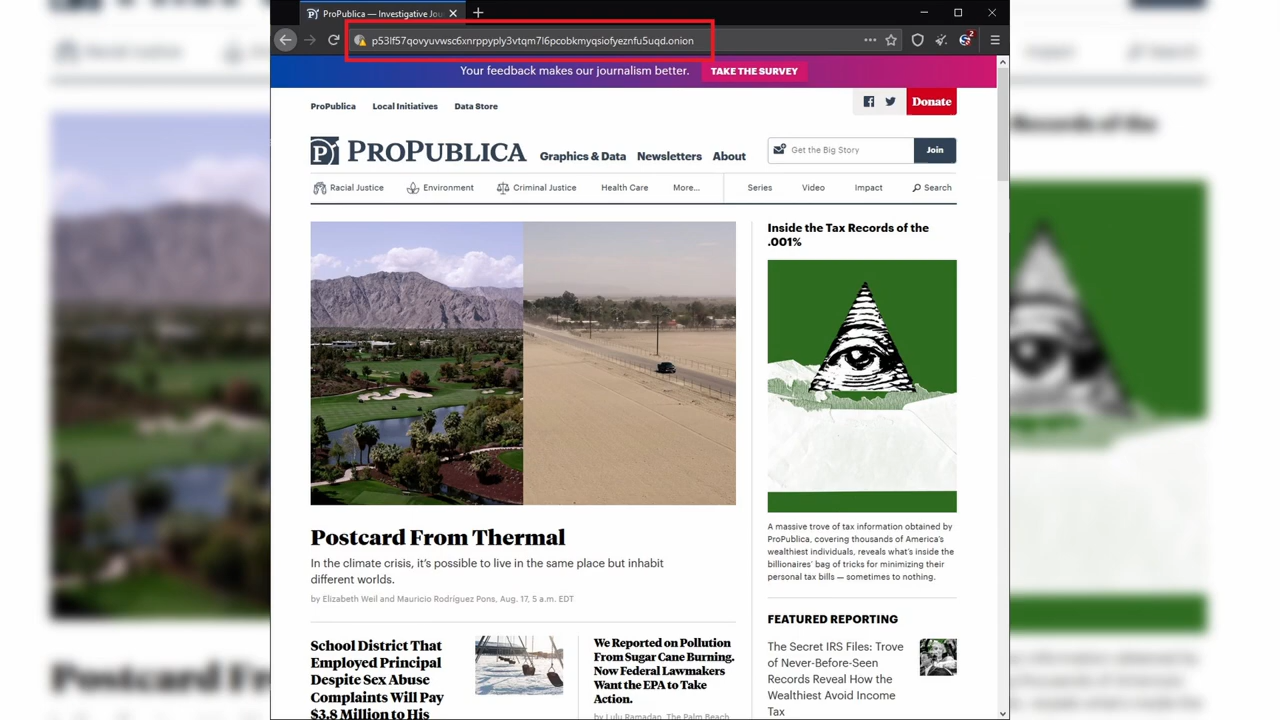 ProPublica — Investigative Jou
p53lf57qovyuvwsc6xnrppyply3vtqm7l6pcobkmyqsiofyeznfu5uqd.onion
2
Your feedback makes our journalism better.
TAKE THE SURVEY
ProPublica
Local Initiatives
Data Store
Donate
PROPUBLICA
Graphics & Data
Newsletters
About
Get the Big Story
Join
Racial Justice
Environment
Criminal Justice
Health Care
More...
Series
Video
Impact
Search
Postcard From Thermal
In the climate crisis, it’s possible to live in the same place but inhabit
different worlds.
by Elizabeth Weil and Mauricio Rodríguez Pons, Aug. 17, 5 a.m. EDT
School District That
Employed Principal
Despite Sex Abuse
Complaints Will Pay
$3.8 Million to His
We Reported on Pollution
From Sugar Cane Burning.
Now Federal Lawmakers
Want the EPA to Take
Action.
by Lulu Ramadan, The Palm Beach
Inside the Tax Records of the
.001%
A massive trove of tax information obtained by
ProPublica, covering thousands of America’s
wealthiest individuals, reveals what’s inside the
billionaires’ bag of tricks for minimizing their
personal tax bills — sometimes to nothing.
FEATURED REPORTING
The Secret IRS Files: Trove
of Never-Before-Seen
Records Reveal How the
Wealthiest Avoid Income
Tax